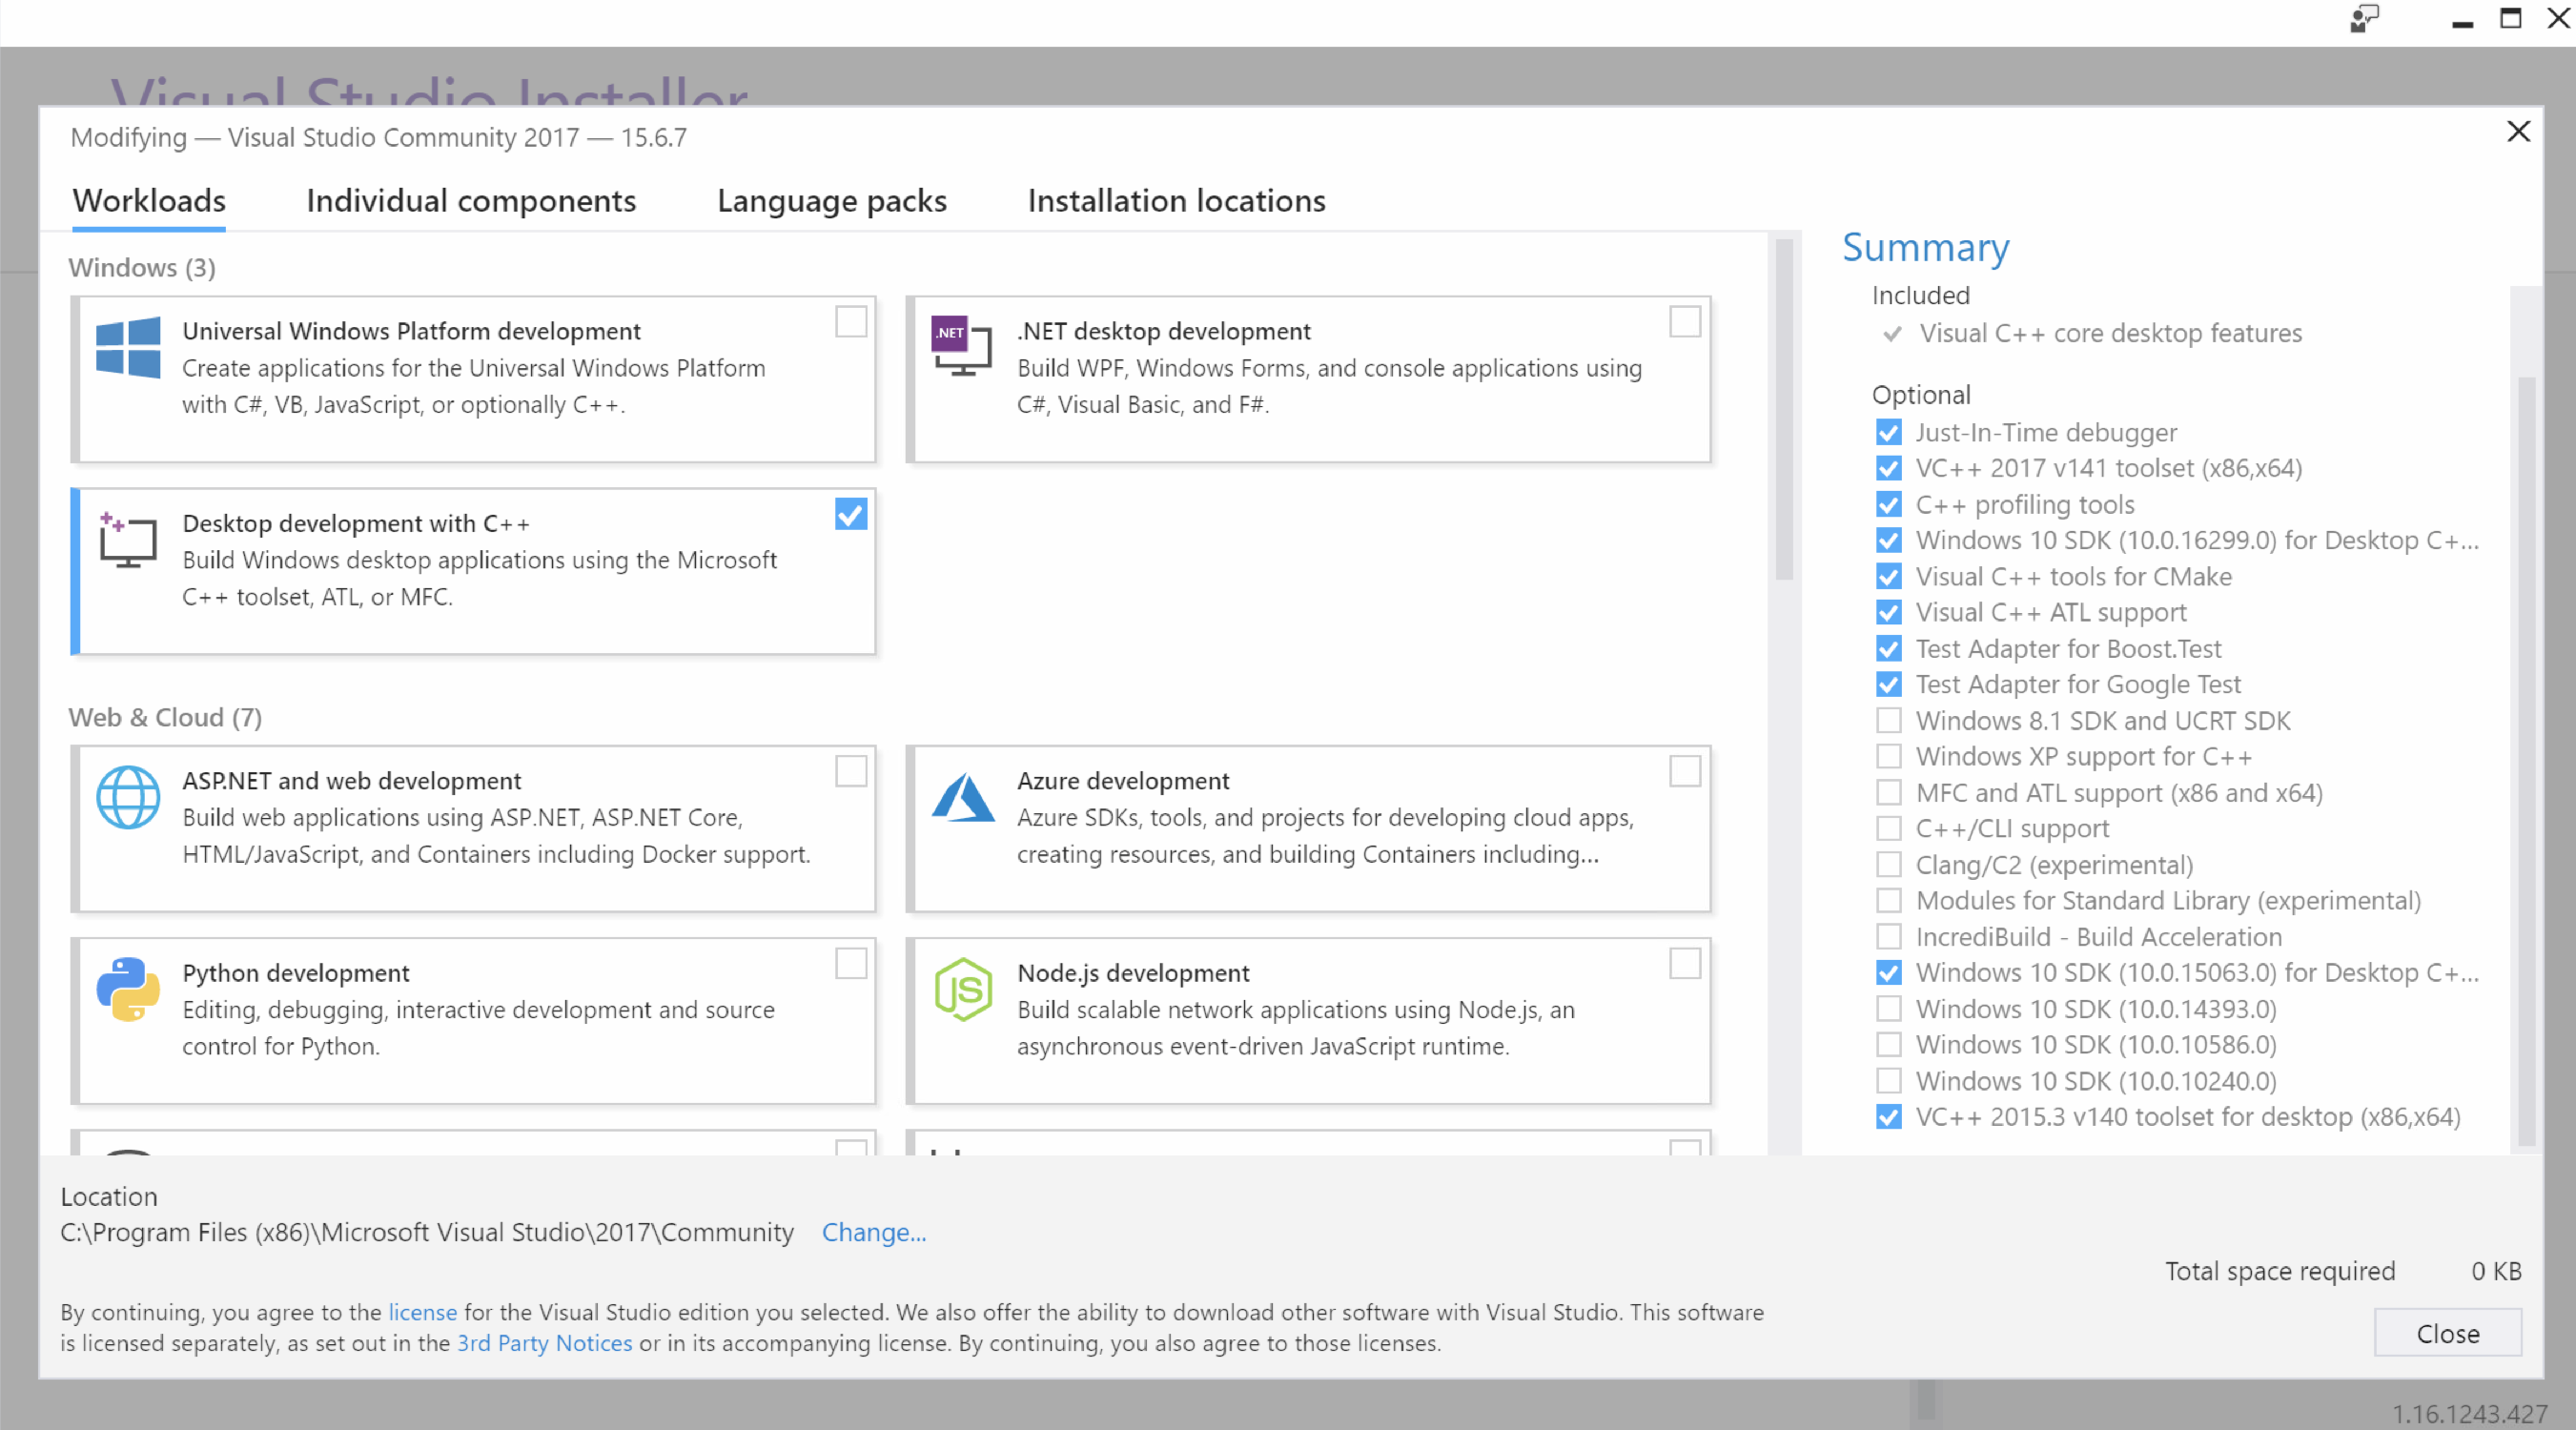 Visual Studio Installer
Modifying — Visual Studio Community 2017 — 15.6.7
Workloads
Individual components
Language packs
Installation locations
Windows (3)
Universal Windows Platform development
Create applications for the Universal Windows Platform
with C#, VB, JavaScript, or optionally C++.
.NET
.NET desktop development
Build WPF, Windows Forms, and console applications using
C#, Visual Basic, and F#.
Desktop development with C++
Build Windows desktop applications using the Microsoft
C++ toolset, ATL, or MFC.
Web & Cloud (7)
ASP.NET and web development
Build web applications using ASP.NET, ASP.NET Core,
HTML/JavaScript, and Containers including Docker support.
Azure development
Azure SDKs, tools, and projects for developing cloud apps,
creating resources, and building Containers including...
Python development
Editing, debugging, interactive development and source
control for Python.
JS
Node.js development
Build scalable network applications using Node.js, an
asynchronous event-driven JavaScript runtime.
Summary
Included
Visual C++ core desktop features
Optional
Just-In-Time debugger
VC++ 2017 v141 toolset (x86,x64)
C++ profiling tools
Windows 10 SDK (10.0.16299.0) for Desktop C+...
Visual C++ tools for CMake
Visual C++ ATL support
Test Adapter for Boost.Test
Test Adapter for Google Test
Windows 8.1 SDK and UCRT SDK
Windows XP support for C++
MFC and ATL support (x86 and x64)
C++/CLI support
Clang/C2 (experimental)
Modules for Standard Library (experimental)
IncrediBuild - Build Acceleration
Windows 10 SDK (10.0.15063.0) for Desktop C+...
Windows 10 SDK (10.0.14393.0)
Windows 10 SDK (10.0.10586.0)
Windows 10 SDK (10.0.10240.0)
VC++ 2015.3 v140 toolset for desktop (x86,x64)
Location
C:\Program Files (x86)\Microsoft Visual Studio\2017\Community Change...
Total space required 0 KB
By continuing, you agree to the license for the Visual Studio edition you selected. We also offer the ability to download other software with Visual Studio. This software
is licensed separately, as set out in the 3rd Party Notices or in its accompanying license. By continuing, you also agree to those licenses.
Close
1.16.1243.427